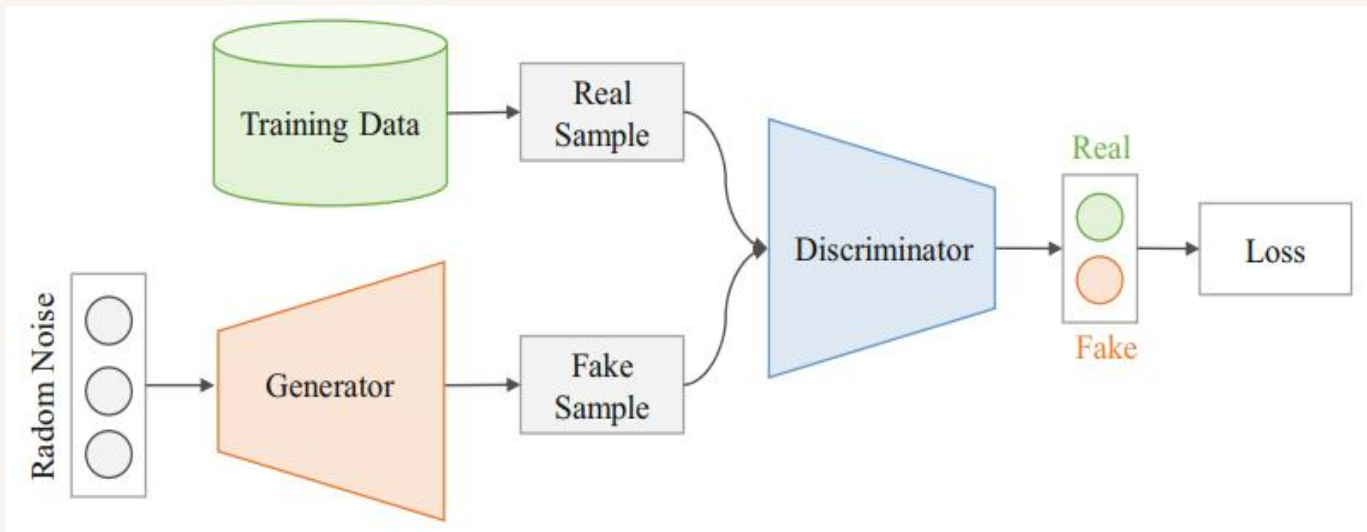 Training Data
Real
Sample
Radom Noise
Generator
Fake
Sample
Discriminator
Real
Fake
Loss